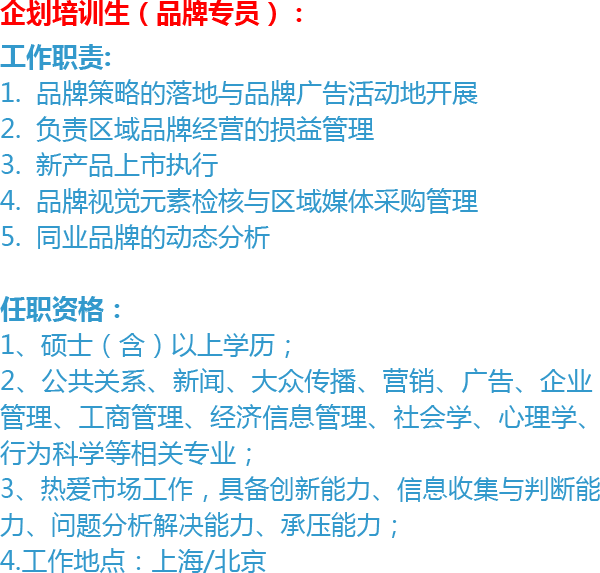 企划培训生（品牌专员）：
工作职责:
1. 品牌策略的落地与品牌广告活动地开展
2. 负责区域品牌经营的损益管理
3. 新产品上市执行
4. 品牌视觉元素检核与区域媒体采购管理
5. 同业品牌的动态分析
任职资格：
1、硕士（含）以上学历；
2、公共关系、新闻、大众传播、营销、广告、企业
管理、工商管理、经济信息管理、社会学、心理学、
行为科学等相关专业；
3、热爱市场工作，具备创新能力、信息收集与判断能
力、问题分析解决能力、承压能力；
4.工作地点：上海/北京